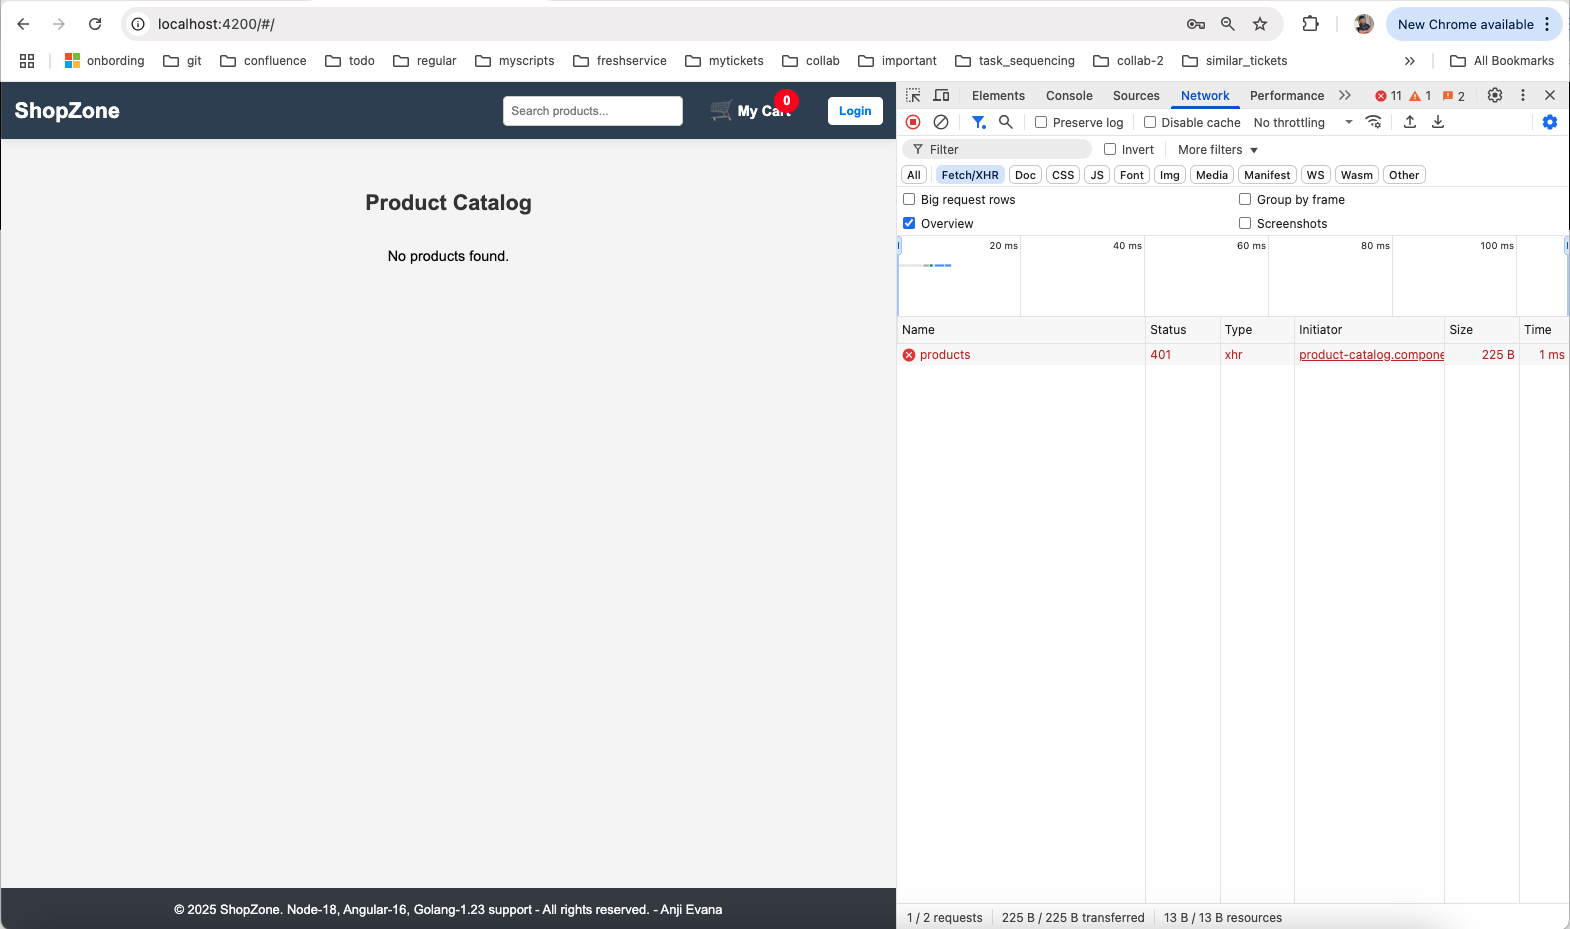 localhost:4200/#/
New Chrome available
onbording
git
confluence
todo
regular
myscripts
freshservice
mytickets
collab
important
task_sequencing
collab-2
similar_tickets
All Bookmarks
ShopZone
Search products...
My Cart
0
Login
Product Catalog
No products found.
© 2025 ShopZone. Node-18, Angular-16, Golang-1.23 support - All rights reserved. - Anji Evana
Elements Console Sources Network Performance 11 1 2
Preserve log Disable cache No throttling
Filter Invert More filters
All Fetch/XHR Doc CSS JS Font Img Media Manifest WS Wasm Other
Big request rows Group by frame
Overview Screenshots
20 ms 40 ms 60 ms 80 ms 100 ms
Name Status Type Initiator Size Time
products 401 xhr product-catalog.compone 225 B 1 ms
1 / 2 requests 225 B / 225 B transferred 13 B / 13 B resources